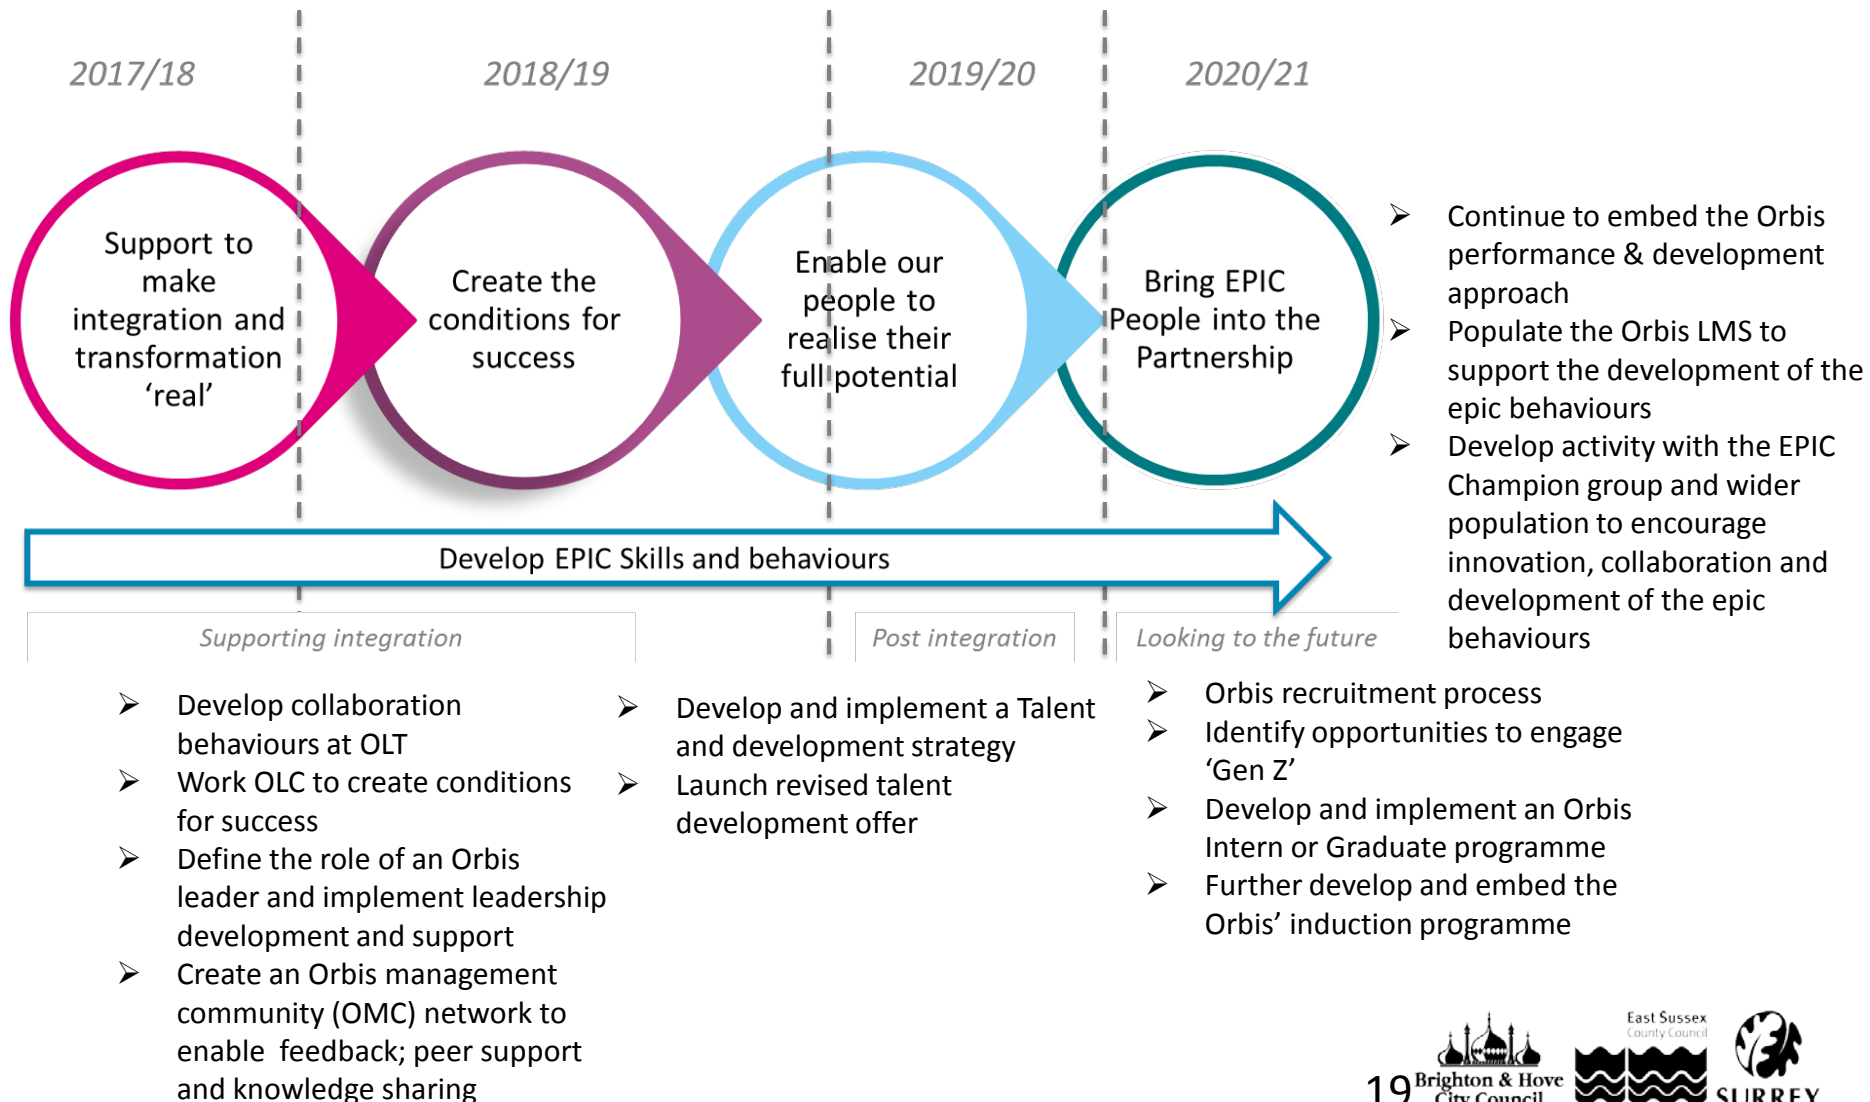 2017/18
2018/19
2019/20
2020/21
Support to
make
integration and
transformation
‘real’
Create the
conditions for
success
Enable our
people to
realise their
full potential
Bring EPIC
People into the
Partnership
➢ Continue to embed the Orbis
performance & development
approach
➢ Populate the Orbis LMS to
support the development of the
epic behaviours
➢ Develop activity with the EPIC
Champion group and wider
population to encourage
innovation, collaboration and
development of the epic
behaviours
Develop EPIC Skills and behaviours
Supporting integration
Post integration
Looking to the future
➢ Develop collaboration
behaviours at OLT
➢ Work OLC to create conditions
for success
➢ Define the role of an Orbis
leader and implement leadership
development and support
➢ Create an Orbis management
community (OMC) network to
enable  feedback; peer support
and knowledge sharing
➢ Develop and implement a Talent
and development strategy
➢ Launch revised talent
development offer
➢ Orbis recruitment process
➢ Identify opportunities to engage
‘Gen Z’
➢ Develop and implement an Orbis
Intern or Graduate programme
➢ Further develop and embed the
Orbis’ induction programme
19
Brighton & Hove
City Council
East Sussex
County Council
SURREY